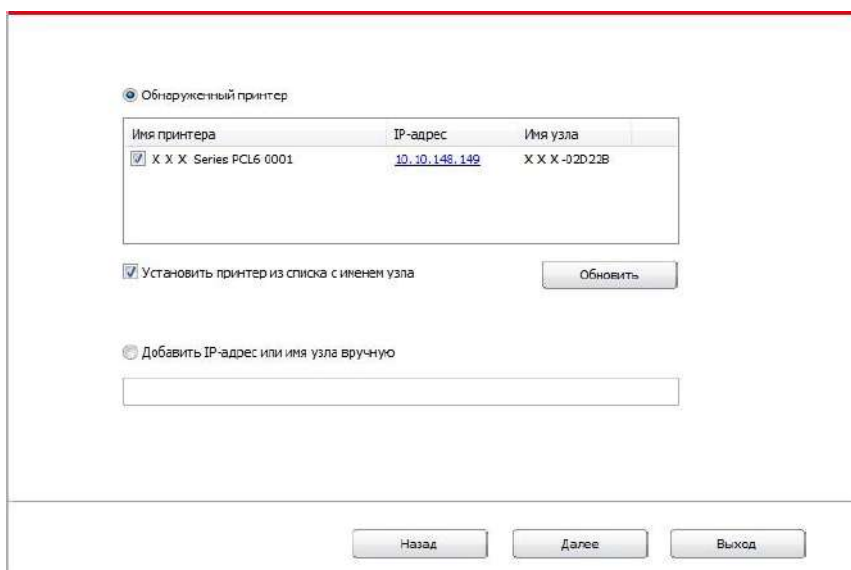 Обнаруженный принтер
Имя принтера IP-адрес Имя узла
X X X Series PCL6 0001 10.10.148.149 X X X-02D22B
Установить принтер из списка с именем узла Обновить
Добавить IP-адрес или имя узла вручную
Назад Далее Выход